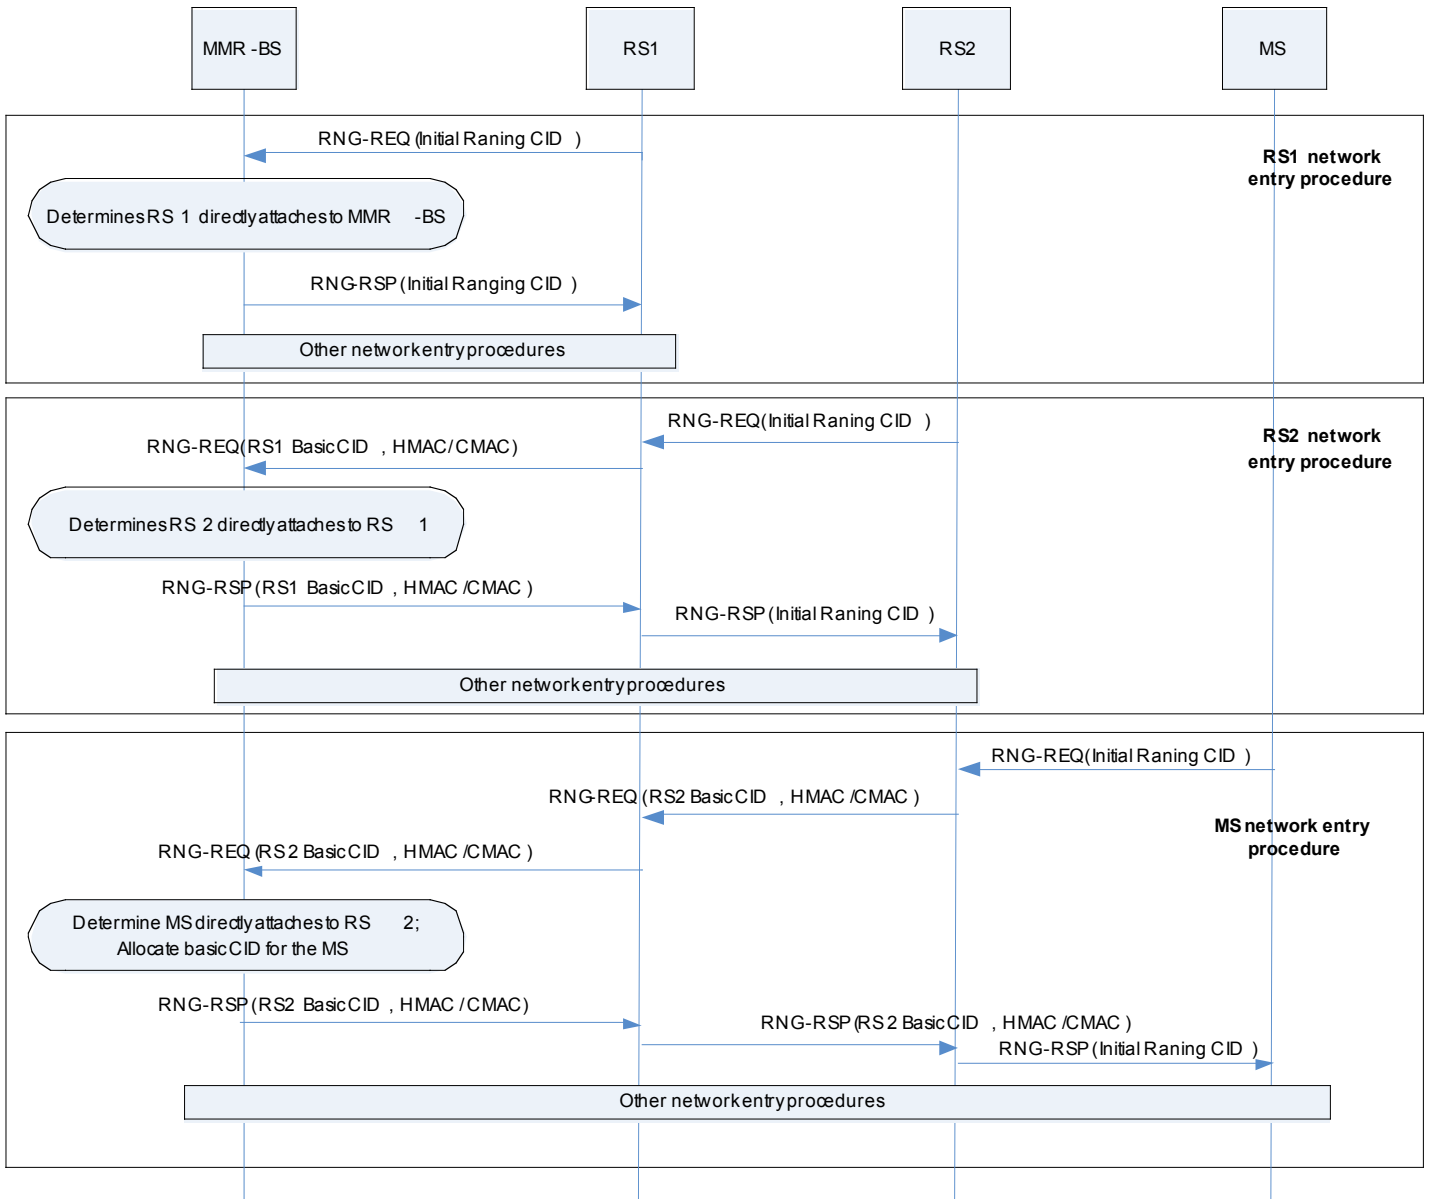 MMR -BS
RS1
RS2
MS
RNG-REQ (Initial Raning CID )
RS1 network
entry procedure
Determines RS 1 directly attaches to MMR -BS
RNG-RSP (Initial Ranging CID )
Other network entry procedures
RNG-REQ(Initial Raning CID )
RS2 network
entry procedure
RNG-REQ(RS1 Basic CID , HMAC/CMAC)
Determines RS 2 directly attaches to RS 1
RNG-RSP (RS1 Basic CID , HMAC /CMAC )
RNG-RSP (Initial Raning CID )
Other network entry procedures
RNG-REQ(Initial Raning CID )
RNG-REQ (RS2 Basic CID , HMAC /CMAC )
MS network entry
procedure
RNG-REQ (RS2 Basic CID , HMAC /CMAC )
Determine MS directly attaches to RS 2;
Allocate basic CID for the MS
RNG-RSP (RS2 Basic CID , HMAC /CMAC)
RNG-RSP (RS2 Basic CID , HMAC /CMAC )
RNG-RSP (Initial Raning CID )
Other network entry procedures